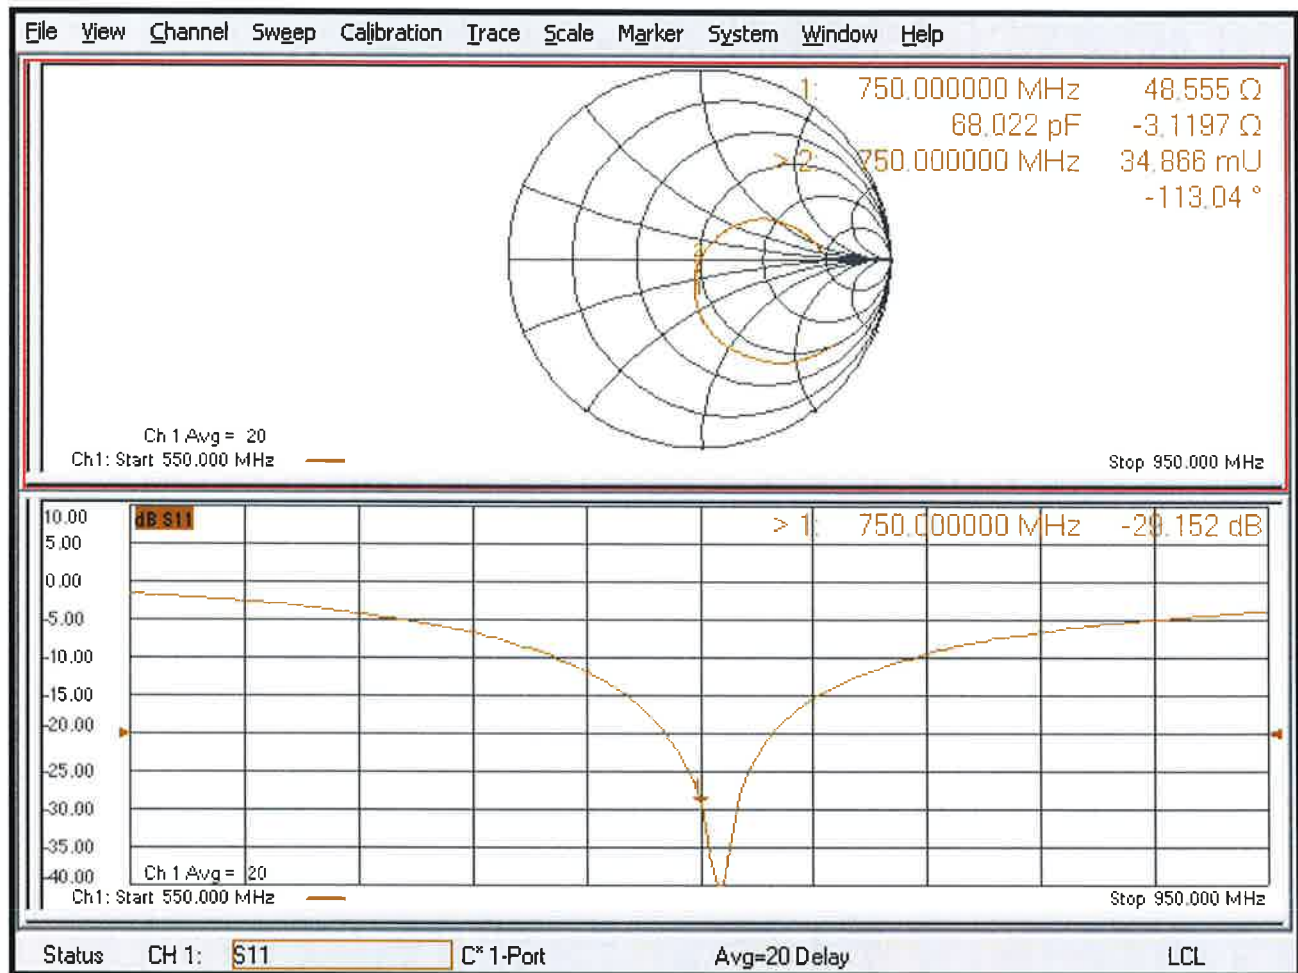 File View Channel Sweep Calibration Trace Scale Marker System Window Help
1: 750.000000 MHz 48.555 Ω
68.022 pF -3.1197 Ω
> 2: 750.000000 MHz 34.866 mU
-113.04 °
Ch 1 Avg = 20
Ch1: Start 550.000 MHz Stop 950.000 MHz
10.00 dB S11 > 1: 750.000000 MHz -29.152 dB
5.00
0.00
-5.00
-10.00
-15.00
-20.00
-25.00
-30.00
-35.00
-40.00 Ch 1 Avg = 20
Ch1: Start 550.000 MHz Stop 950.000 MHz
Status CH 1: S11 C* 1-Port Avg=20 Delay LCL